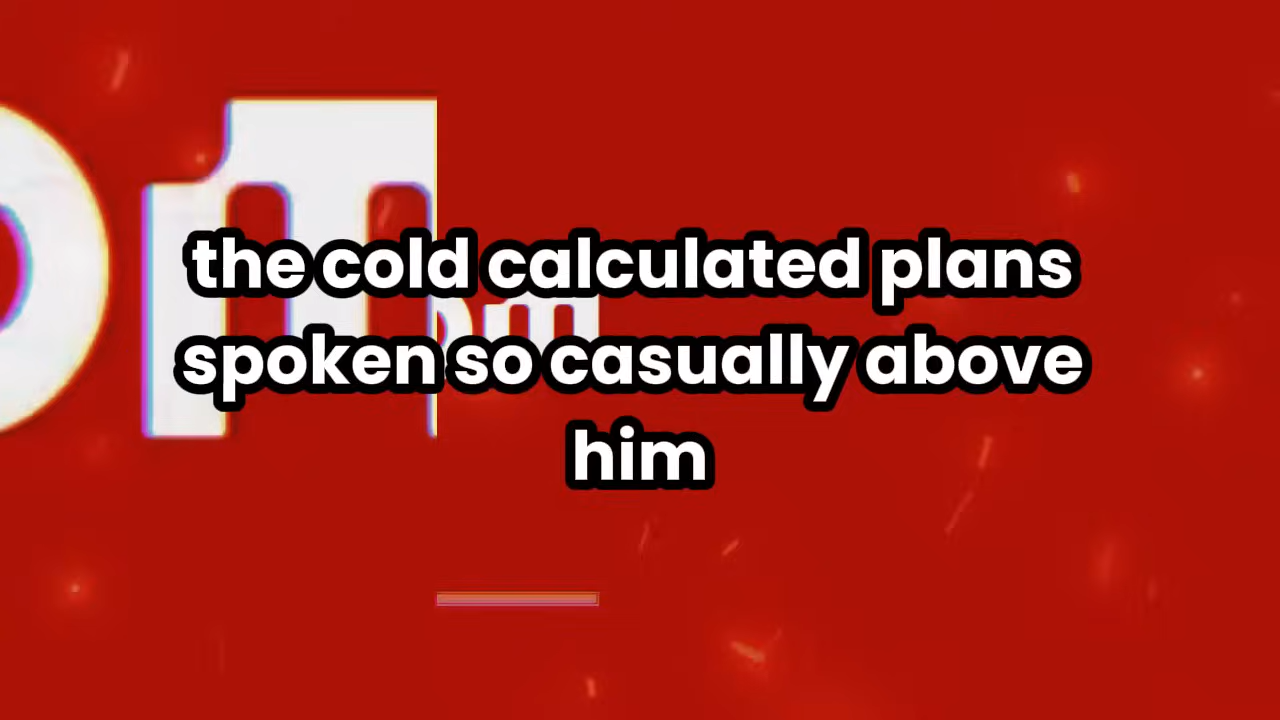 the cold calculated plans
spoken so casually above
him